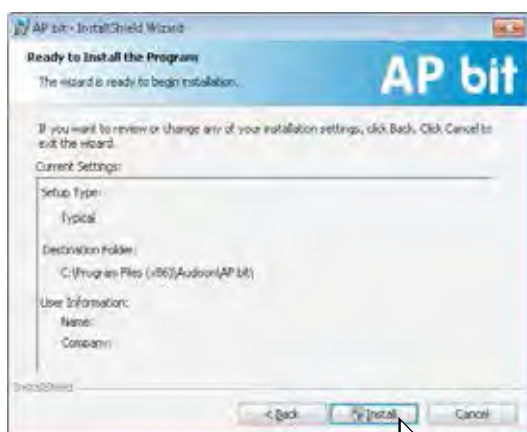 AP bit - InstallShield Wizard
Ready to Install the Program
The wizard is ready to begin installation.
AP bit
If you want to review or change any of your installation settings, click Back. Click Cancel to
exit the wizard.
Current Settings:
Setup Type:
Typical
Destination Folder:
C:\Program Files (x86)\Audison\AP bit\
User Information:
Name:
Company:
InstallShield
< Back
Install
Cancel